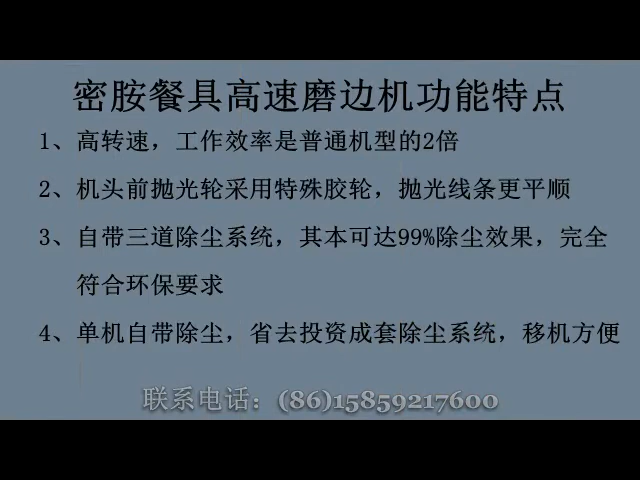 密胺餐具高速磨边机功能特点
1、高转速，工作效率是普通机型的2倍
2、机头前抛光轮采用特殊胶轮，抛光线条更平顺
3、自带三道除尘系统，其本可达99%除尘效果，完全
符合环保要求
4、单机自带除尘，省去投资成套除尘系统，移机方便
联系电话：(86)15859217600